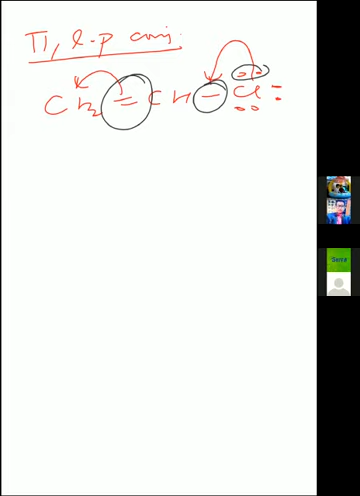 π, l-p conj.
CH2 = CH - Cl